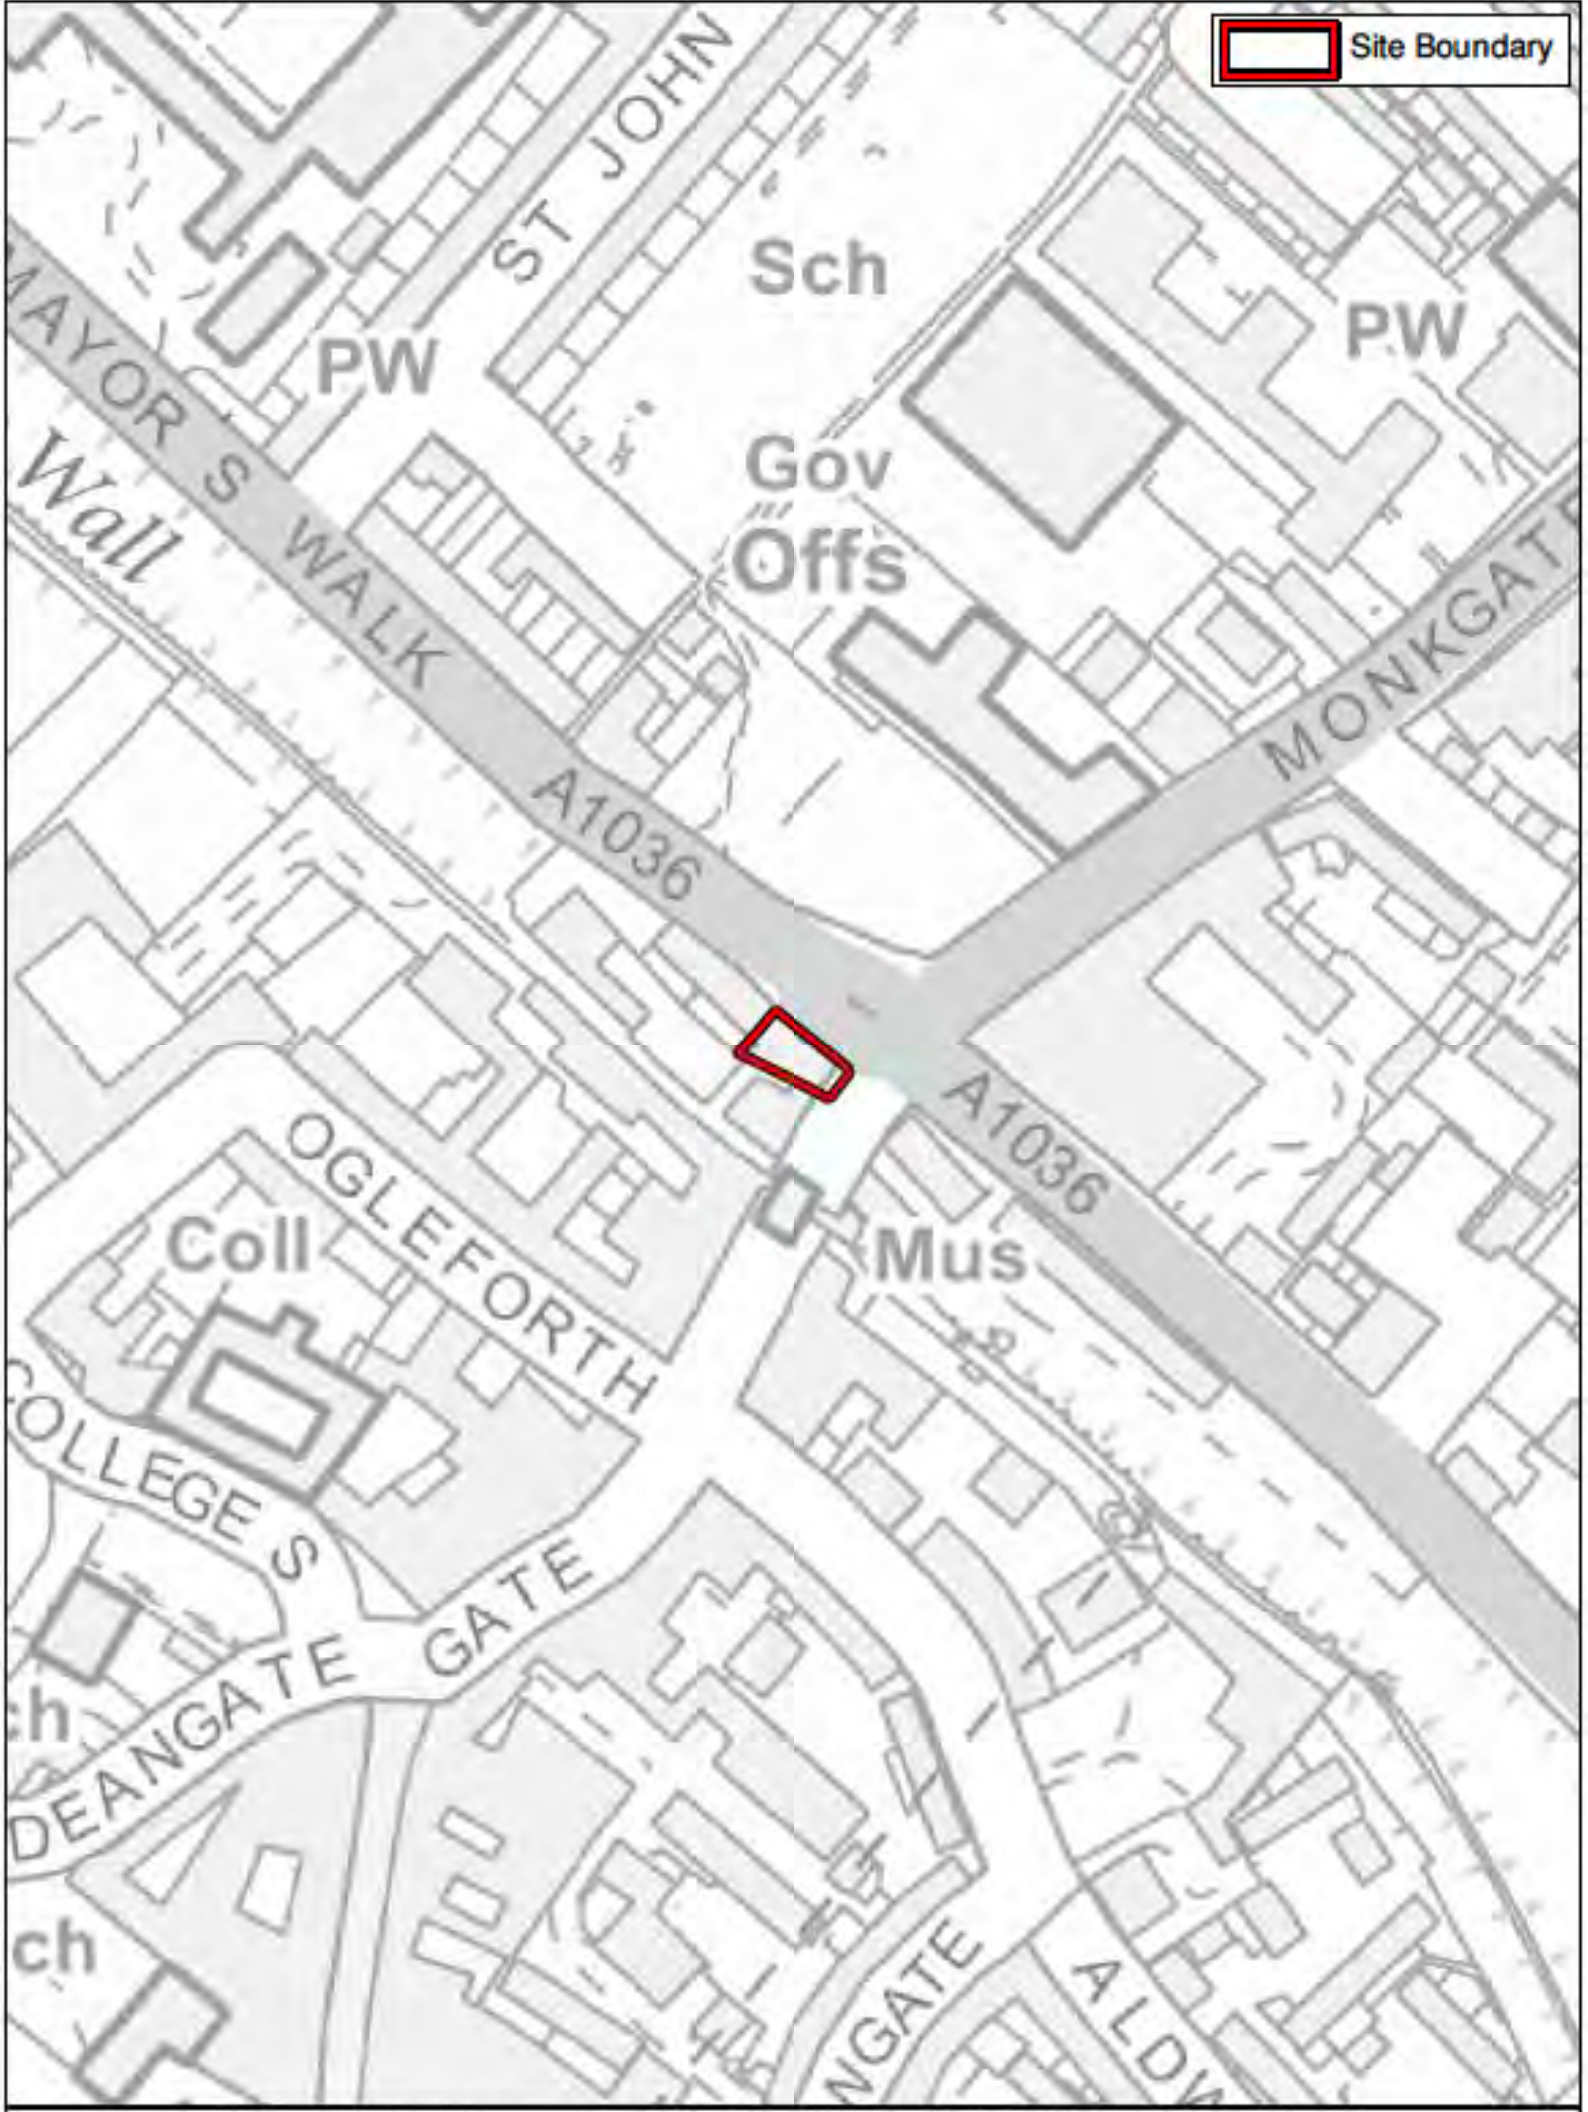 Site Boundary
ST JOHN
Sch
PW
PW
MAYOR S WALK
Wall
Gov
Offs
MONKGATE
A1036
A1036
OGLEFORTH
Coll
Mus
COLLEGE S
GATE
DEANGATE
ch
ch
NGATE
ALDW